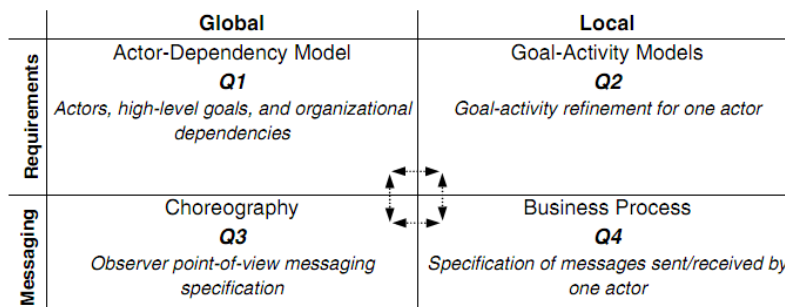 Global
Local
Requirements
Actor-Dependency Model
Q1
Actors, high-level goals, and organizational
dependencies
Goal-Activity Models
Q2
Goal-activity refinement for one actor
Messaging
Choreography
Q3
Observer point-of-view messaging
specification
Business Process
Q4
Specification of messages sent/received by
one actor